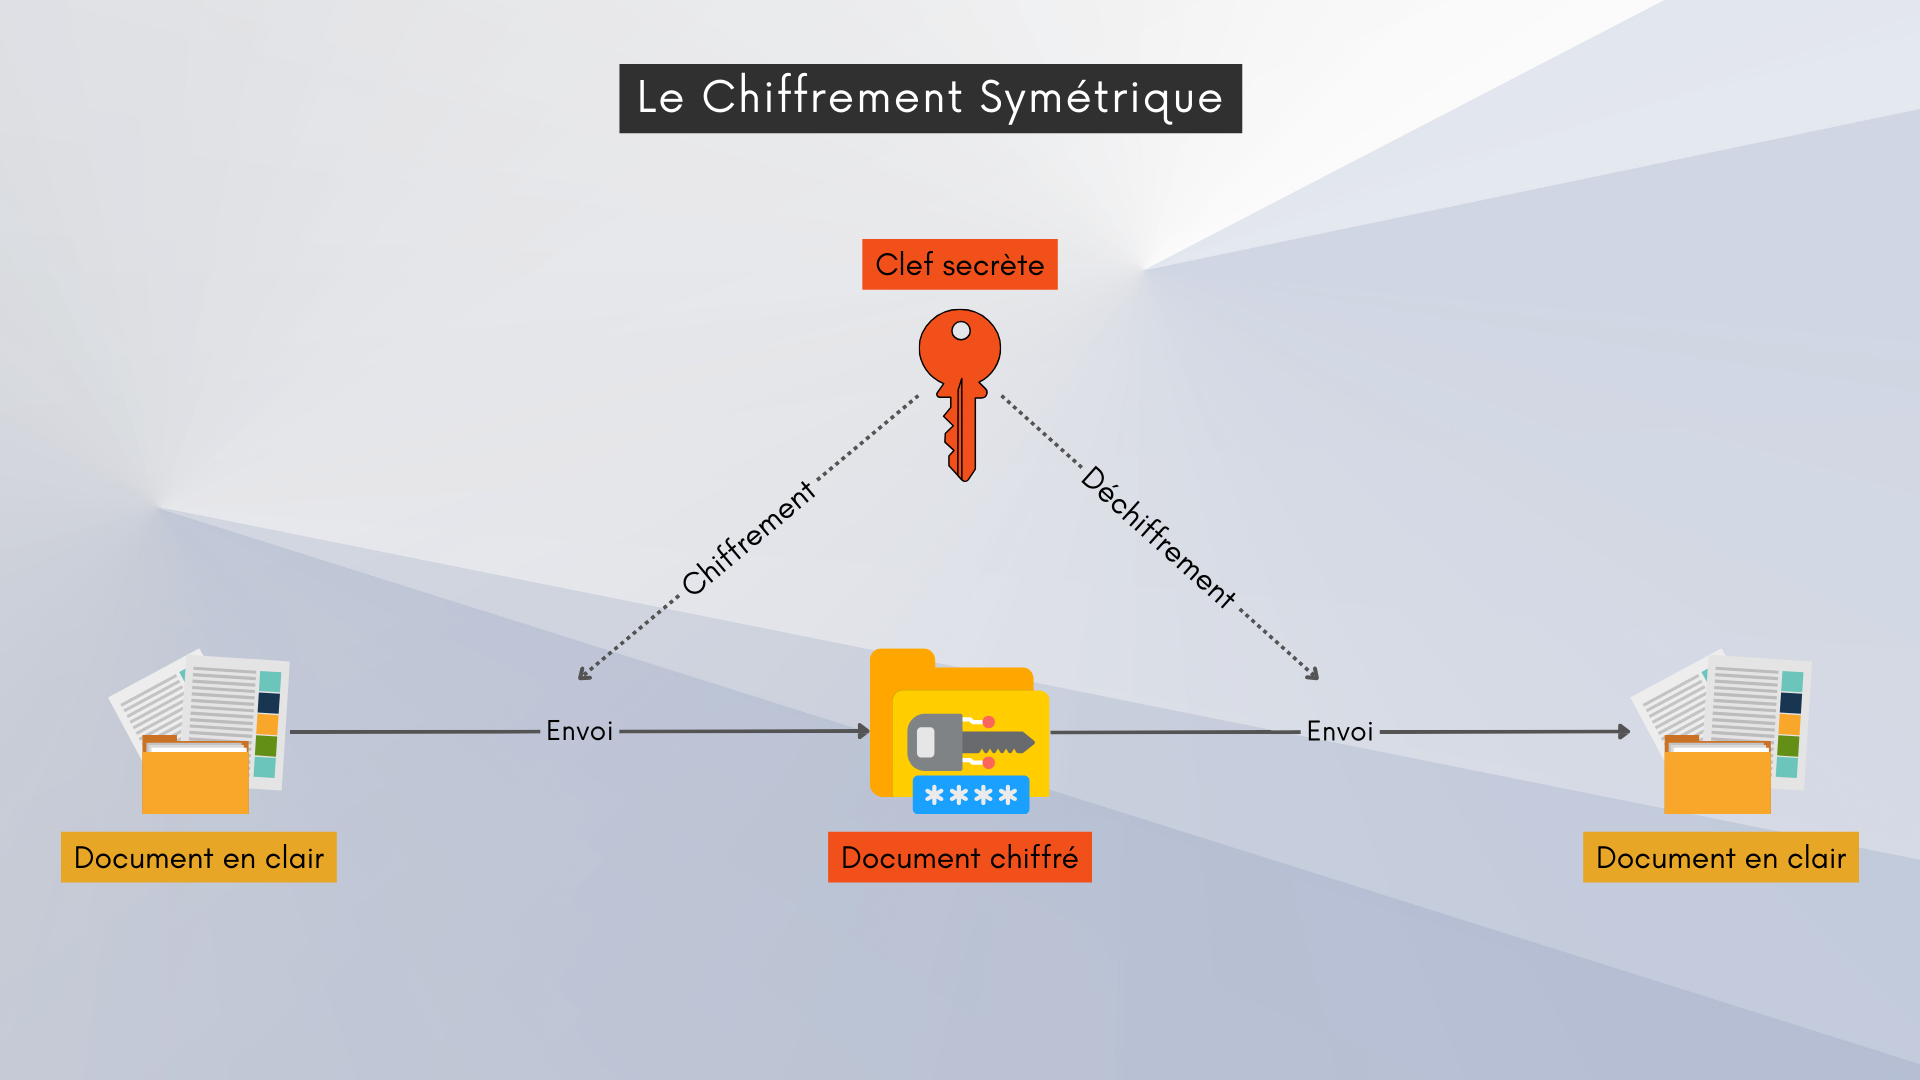 Le Chiffrement Symétrique
Clef secrète
Chiffrement
Déchiffrement
Envoi
Envoi
****
Document en clair
Document chiffré
Document en clair